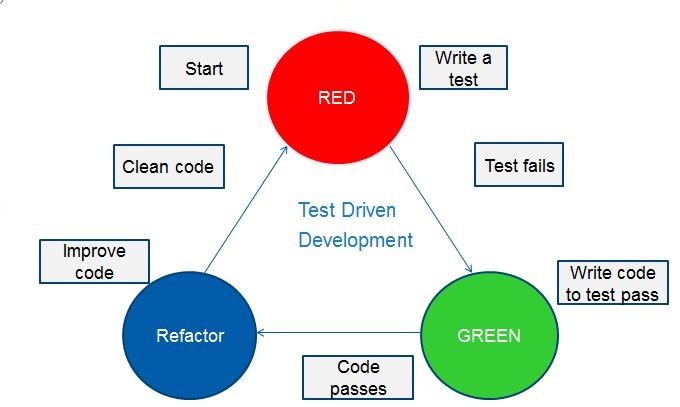 Start
RED
Write a
test
Clean code
Test fails
Test Driven
Development
Improve
code
Write code
to test pass
Refactor
GREEN
Code
passes